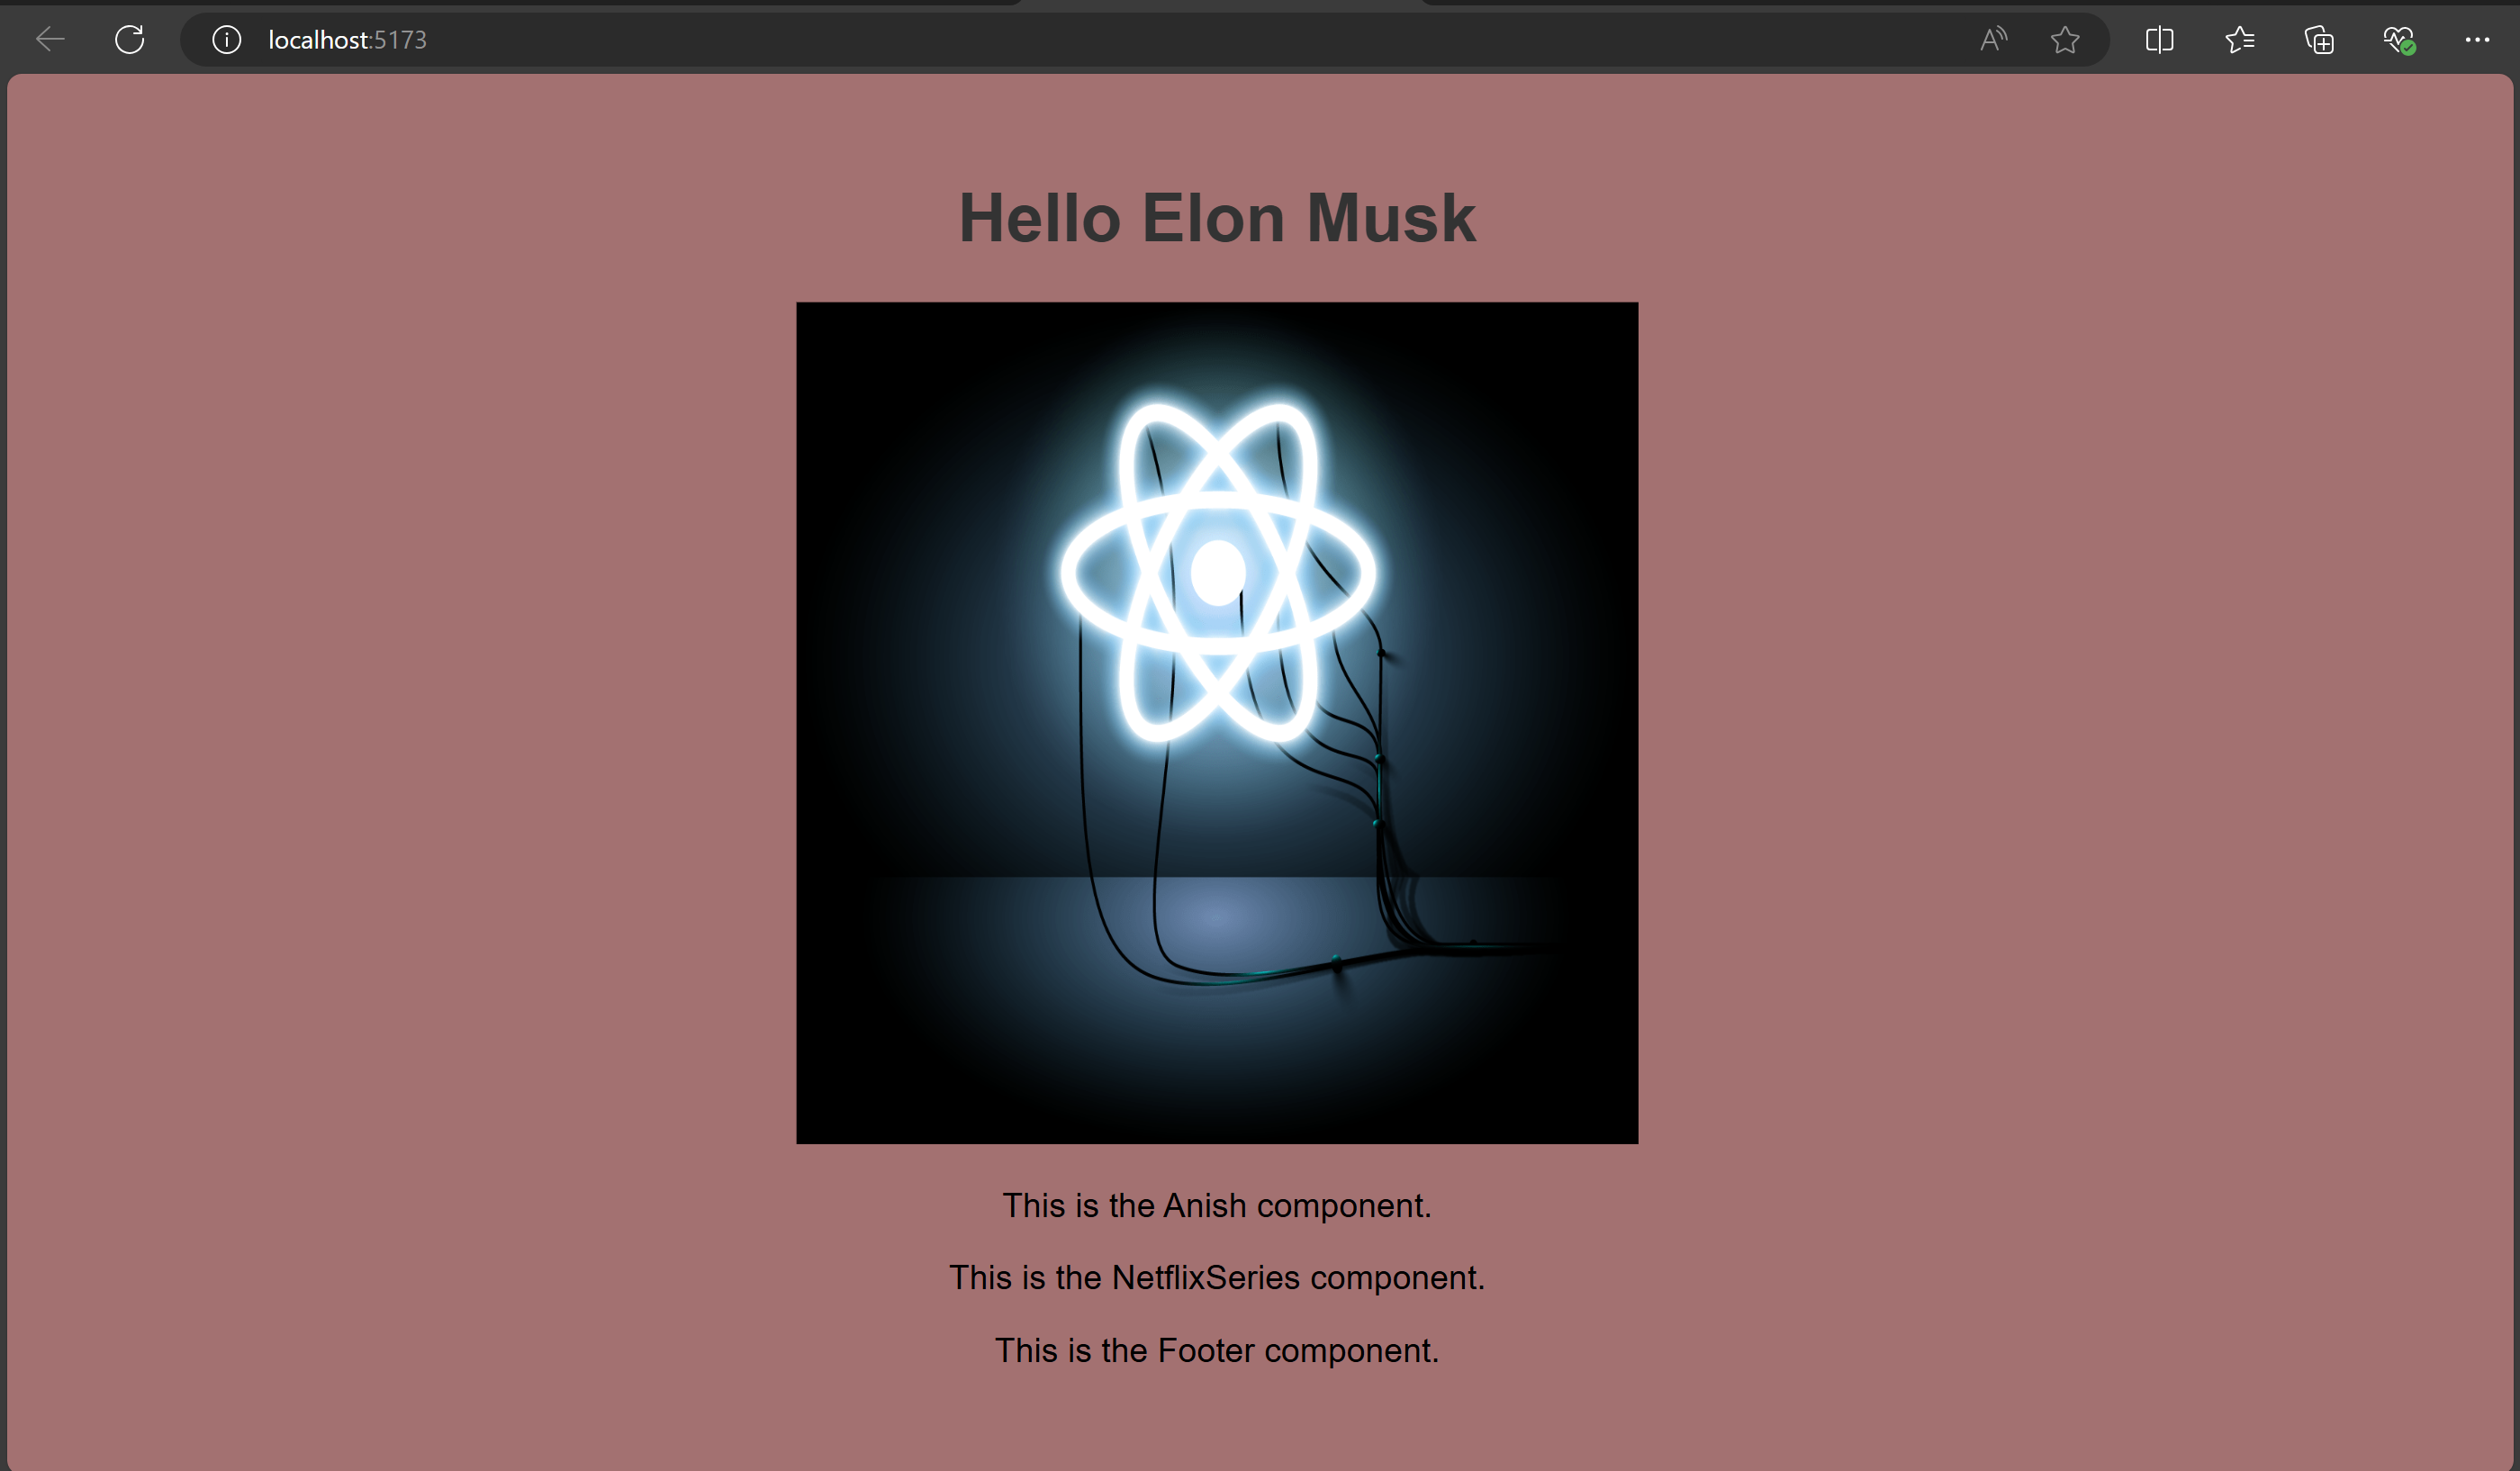 localhost:5173
Hello Elon Musk
This is the Anish component.
This is the NetflixSeries component.
This is the Footer component.